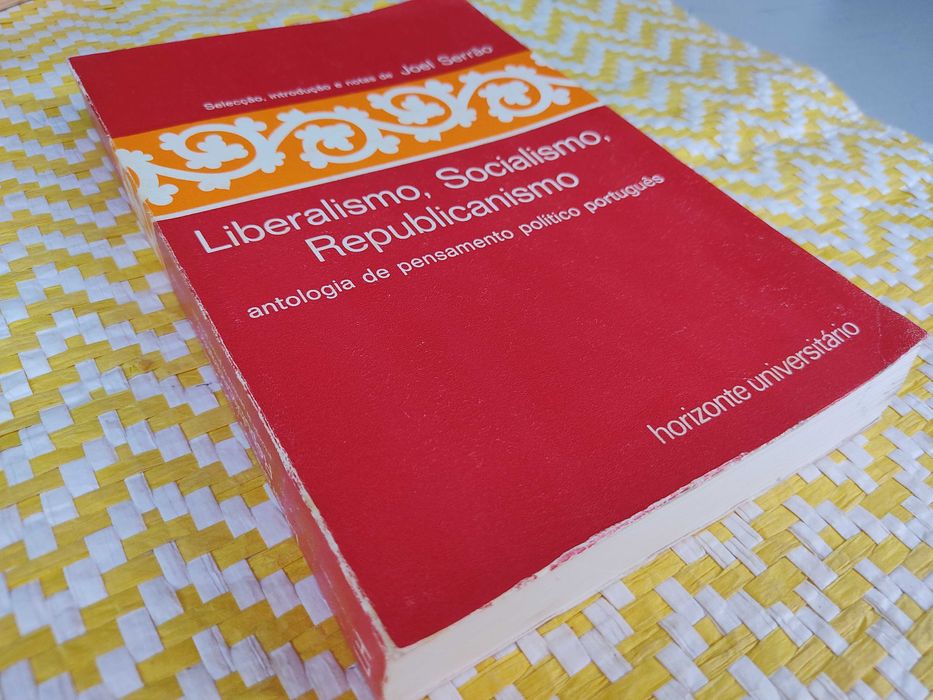 Selecção, introdução e notas de Joel Serrão
Liberalismo, Socialismo,
Republicanismo
antologia de pensamento político português
horizonte universitário